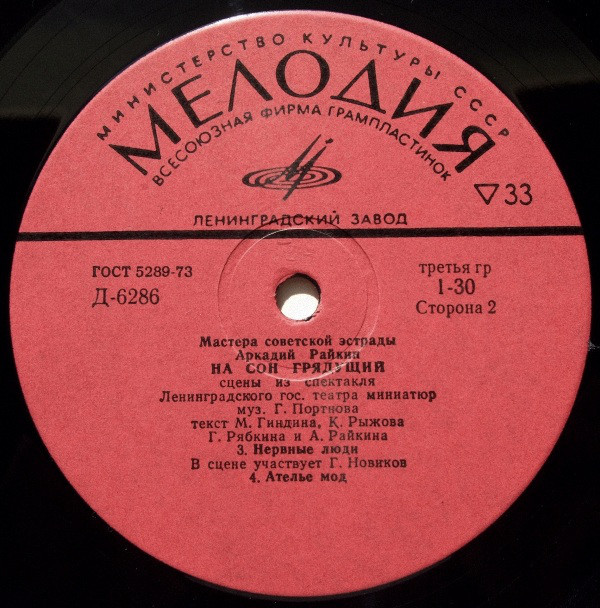 МИНИСТЕРСТВО КУЛЬТУРЫ СССР
МЕЛОДИЯ
ВСЕСОЮЗНАЯ ФИРМА ГРАМПЛАСТИНОК
▽33
ЛЕНИНГРАДСКИЙ ЗАВОД
ГОСТ 5289-73
Д-6286
третья гр
1-30
Сторона 2
Мастера советской эстрады
Аркадий Райкин
НА СОН ГРЯДУЩИЙ
сцены из спектакля
Ленинградского гос. театра миниатюр
муз. Г. Портнова
текст М. Гиндина, К. Рыжова
Г. Рябкина и А. Райкина
3. Нервные люди
В сцене участвует Г. Новиков
4. Ателье мод